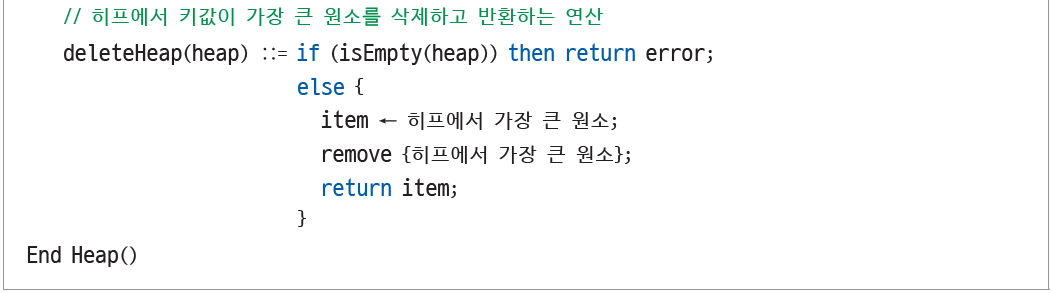 // 히프에서 키값이 가장 큰 원소를 삭제하고 반환하는 연산
deleteHeap(heap) ::= if (isEmpty(heap)) then return error;
else {
item ← 히프에서 가장 큰 원소;
remove {히프에서 가장 큰 원소};
return item;
}
End Heap()